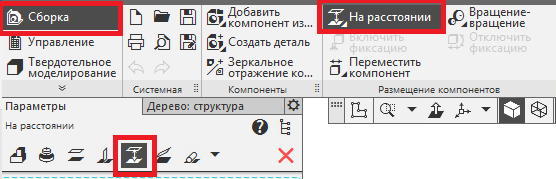 Сборка
Управление
Твердотельное
моделирование
Системная
Добавить
компонент из...
Создать деталь
Зеркальное
отражение ко...
Компоненты
На расстоянии
Включить
фиксацию
Переместить
компонент
Вращение-
вращение
Отключить
фиксацию
Размещение компонентов
Параметры
Дерево: структура
На расстоянии